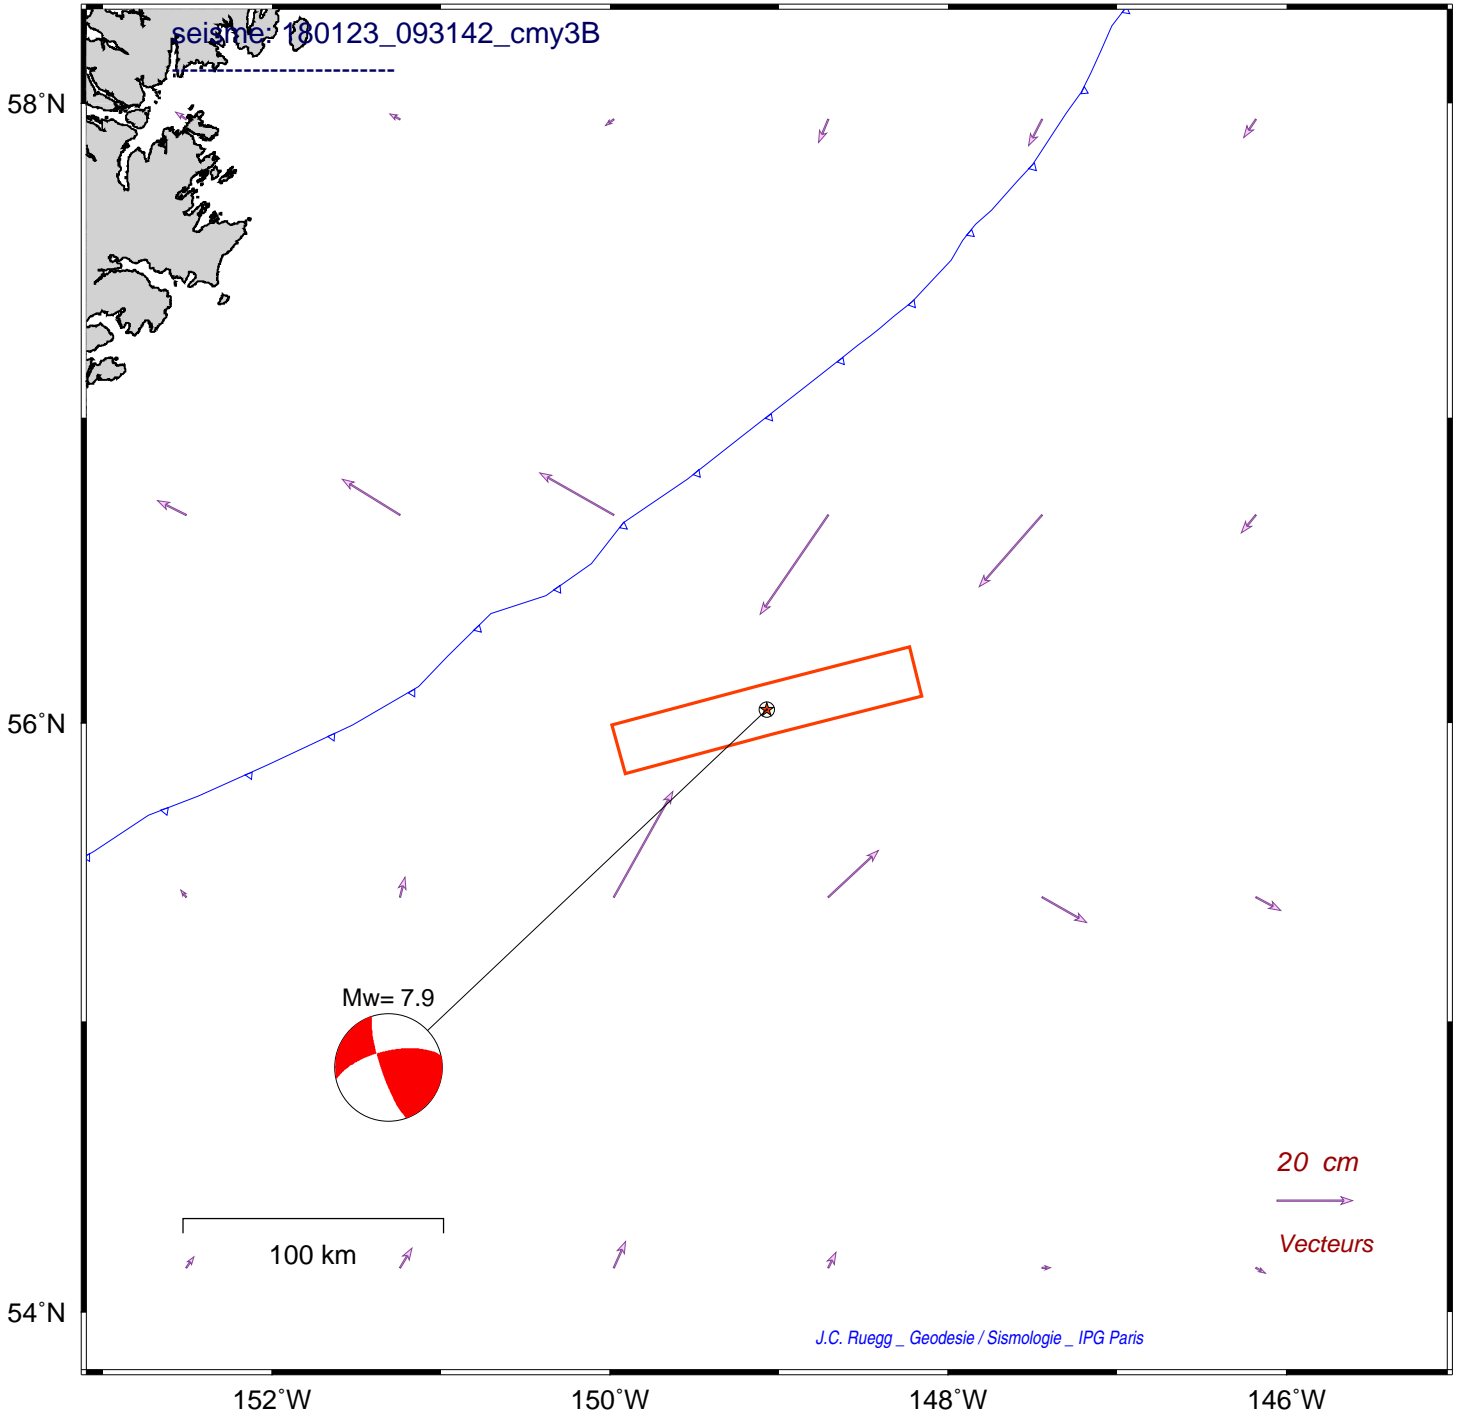 seisme: 180123_093142_cmy3B
58°N
56°N
Mw= 7.9
20 cm
100 km
Vecteurs
54°N
J.C. Ruegg _ Geodesie / Sismologie _ IPG Paris
152°W
150°W
148°W
146°W